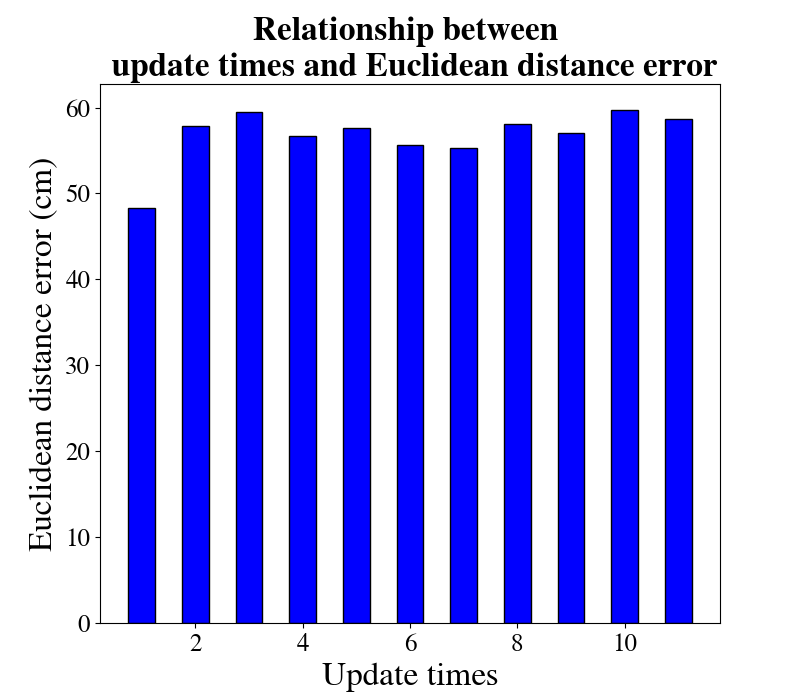 Relationship between
update times and Euclidean distance error
Euclidean distance error (cm)
60
50
40
30
20
10
0
2 4 6 8 10
Update times